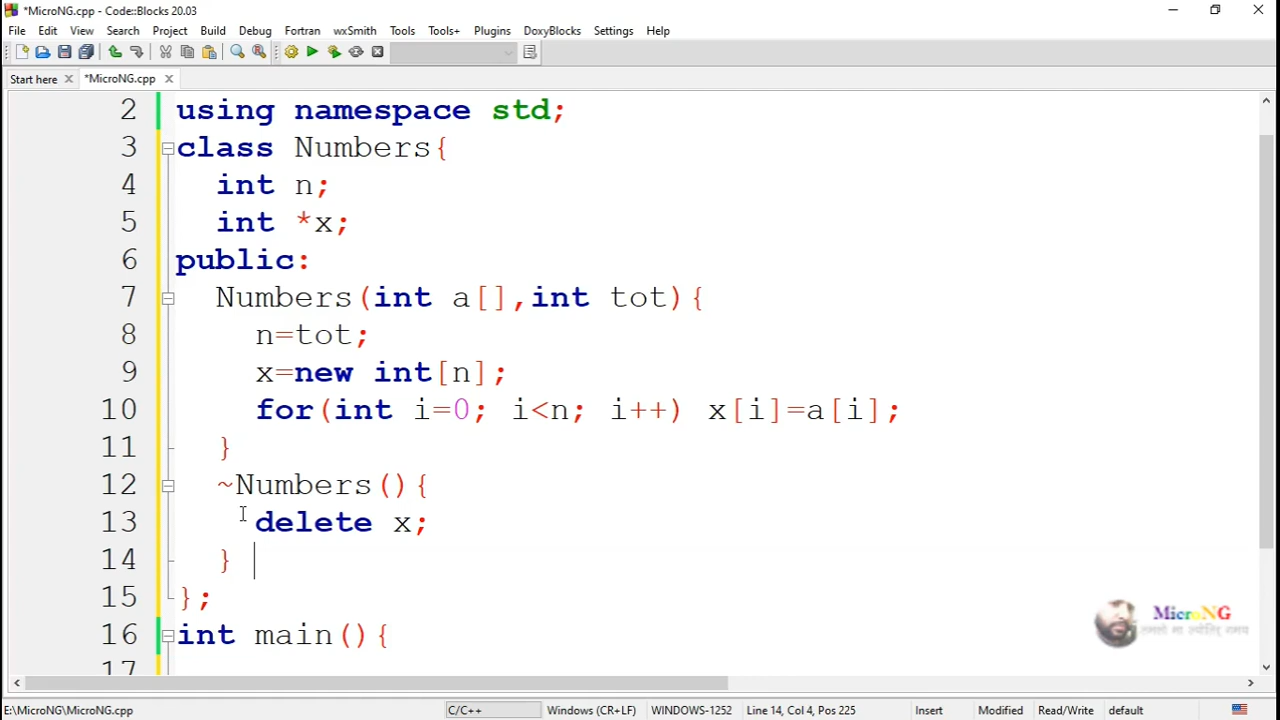 *MicroNG.cpp - Code::Blocks 20.03
File Edit View Search Project Build Debug Fortran wxSmith Tools Tools+ Plugins DoxyBlocks Settings Help
Start here *MicroNG.cpp
2 using namespace std;
3 class Numbers{
4 int n;
5 int *x;
6 public:
7 Numbers(int a[],int tot){
8 n=tot;
9 x=new int[n];
10 for(int i=0; i<n; i++) x[i]=a[i];
11 }
12 ~Numbers(){
13 delete x;
14 }
15 };
16 int main(){
17
MicroNG
तमसो मा ज्योतिर् गमय
E:\MicroNG\MicroNG.cpp C/C++ Windows (CR+LF) WINDOWS-1252 Line 14, Col 4, Pos 225 Insert Modified Read/Write default